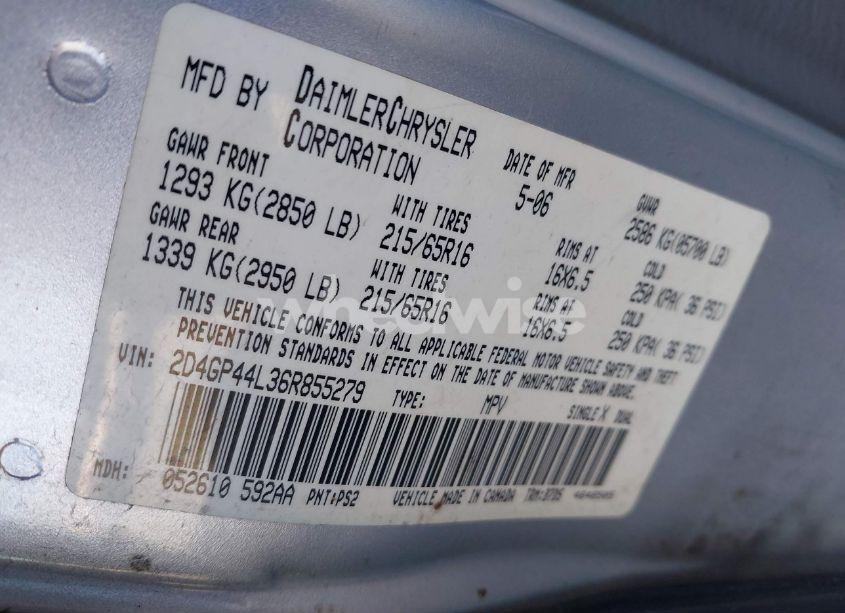 MFD BY DAIMLERCHRYSLER CORPORATION
DATE OF MFR 5-06
GVWR 2586 KG(05700 LB)
GAWR FRONT 1293 KG(2850 LB)
WITH TIRES 215/65R16
RIMS AT 16X6.5
COLD 250 KPA( 36 PSI)
GAWR REAR 1339 KG(2950 LB)
WITH TIRES 215/65R16
RIMS AT 16X6.5
COLD 250 KPA( 36 PSI)
THIS VEHICLE CONFORMS TO ALL APPLICABLE FEDERAL MOTOR VEHICLE SAFETY AND THEFT
PREVENTION STANDARDS IN EFFECT ON THE DATE OF MANUFACTURE SHOWN ABOVE.
VIN: 2D4GP44L36R855279 TYPE: MPV SINGLE X DUAL
MDH: 052610 592AA PNT:PS2 VEHICLE MADE IN CANADA
wheelwise